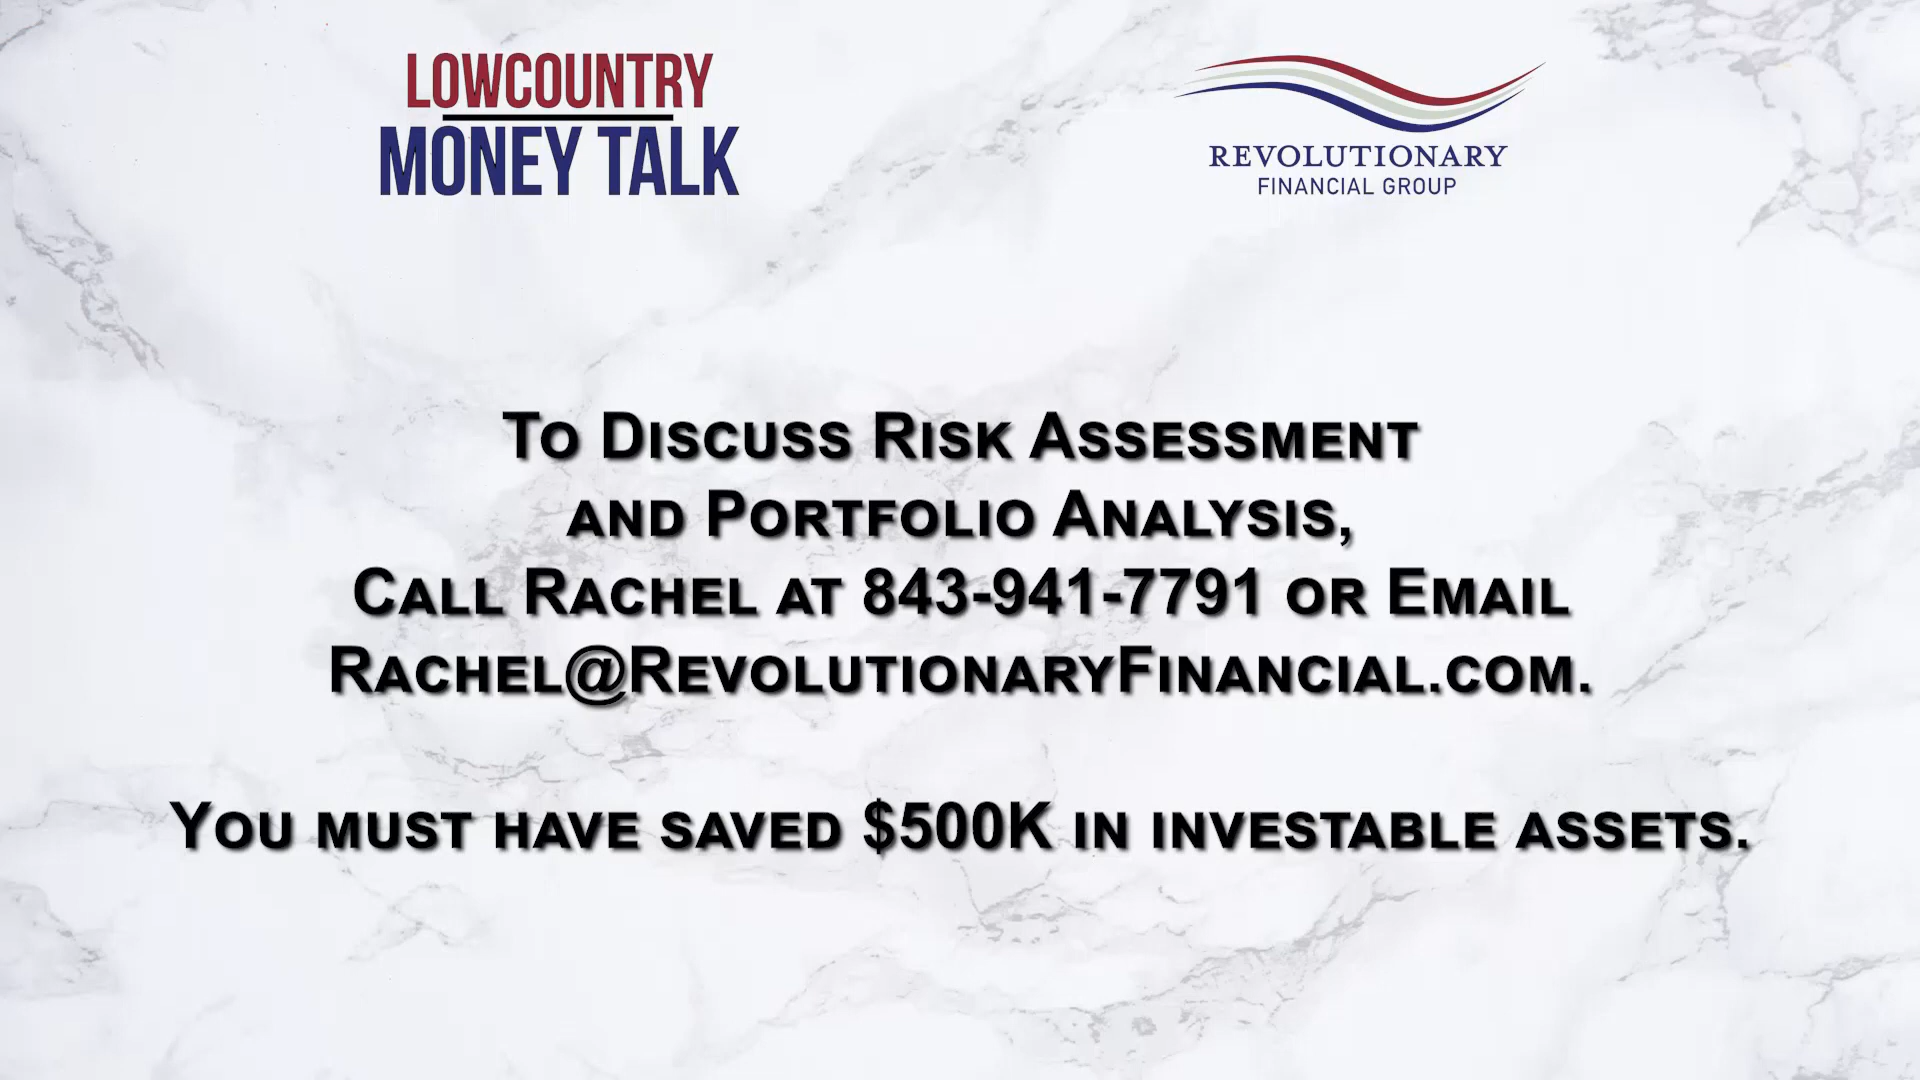 LOWCOUNTRY
MONEY TALK
REVOLUTIONARY
FINANCIAL GROUP
To Discuss Risk Assessment
and Portfolio Analysis,
Call Rachel at 843-941-7791 or Email
Rachel@RevolutionaryFinancial.com.
You must have saved $500K in investable assets.